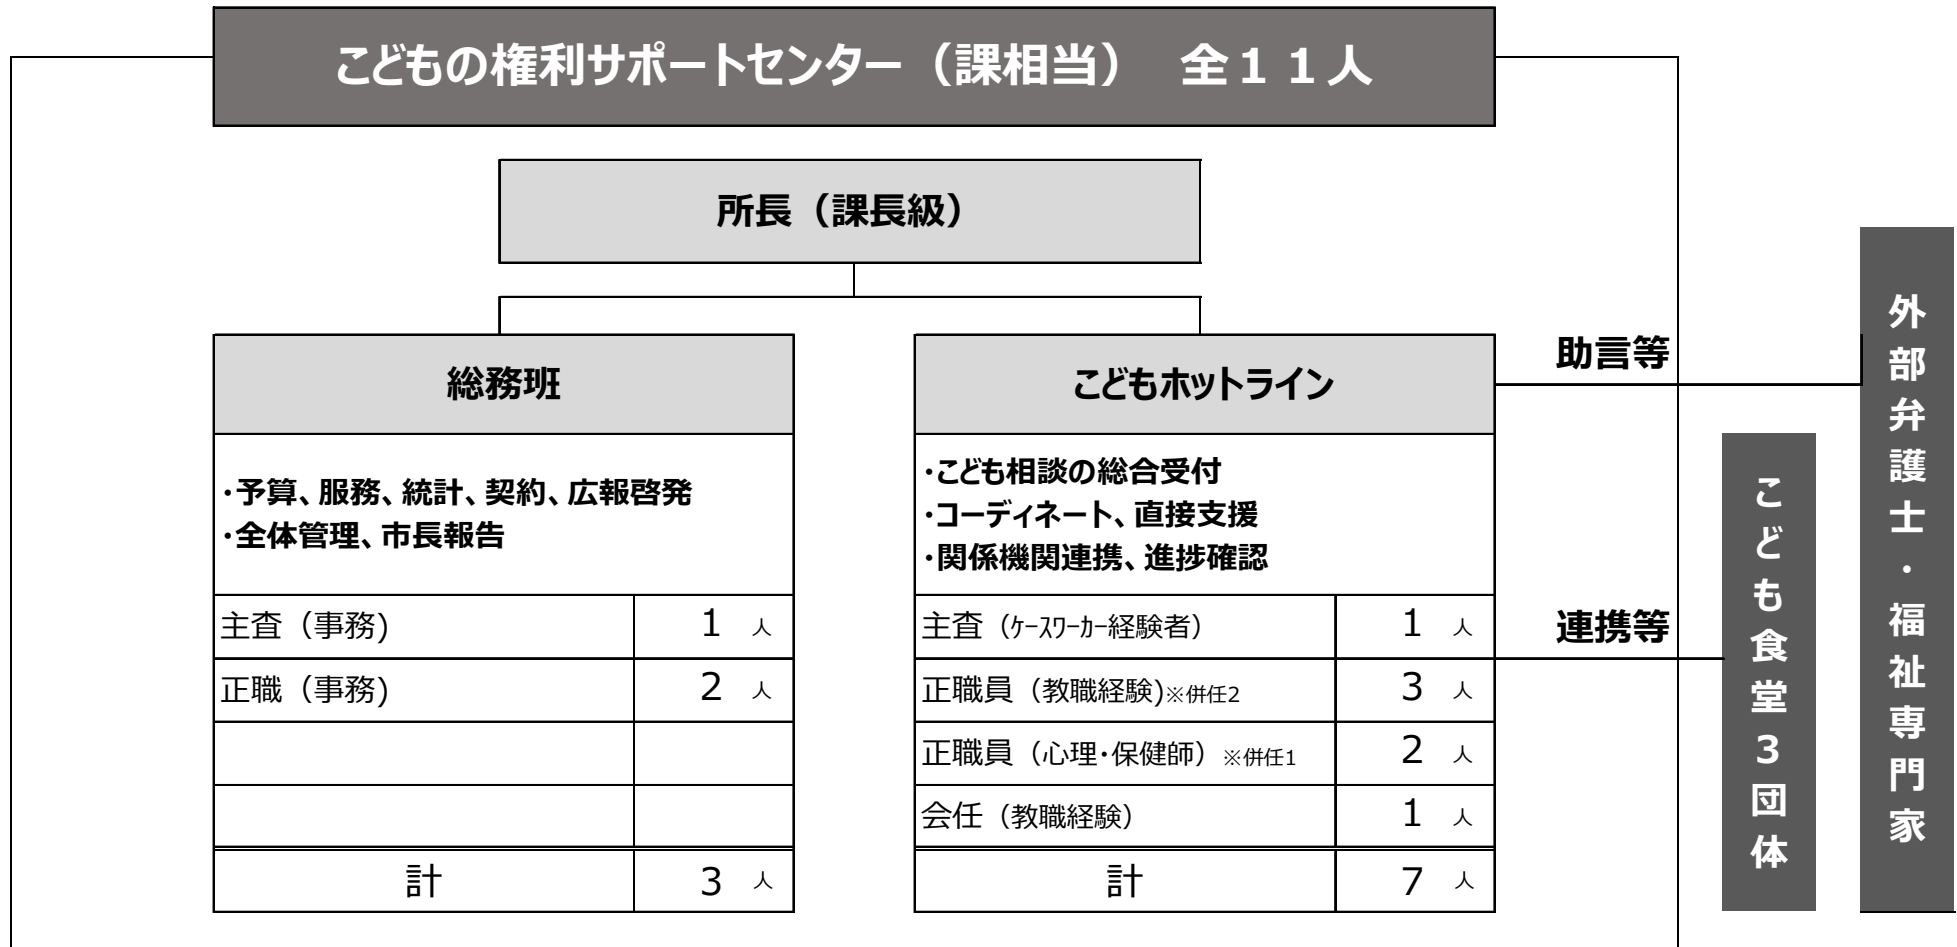 こどもの権利サポートセンター（課相当）　全１１人
所長（課長級）
総務班
・予算、服務、統計、契約、広報啓発
・全体管理、市長報告
主査（事務) 1 人
正職（事務) 2 人
計 3 人
こどもホットライン
・こども相談の総合受付
・コーディネート、直接支援
・関係機関連携、進捗確認
主査（ｹｰｽﾜｰｶｰ経験者） 1 人
正職員（教職経験)※併任2 3 人
正職員（心理・保健師）※併任1 2 人
会任（教職経験） 1 人
計 7 人
助言等
連携等
こども食堂３団体
外部弁護士・福祉専門家